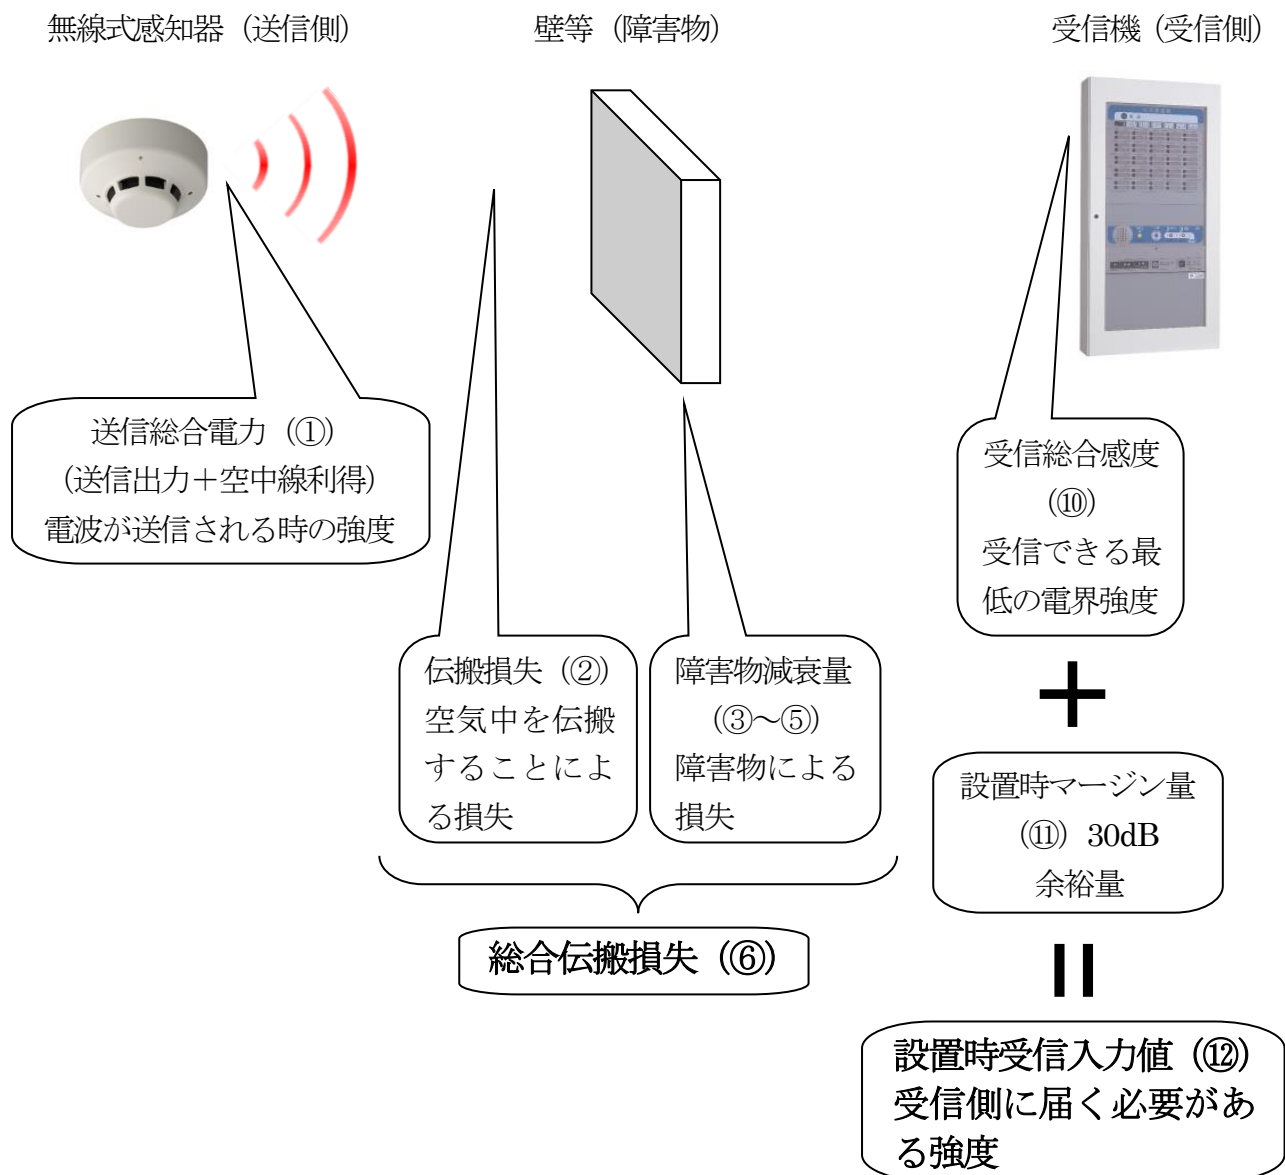 無線式感知器（送信側）
壁等（障害物）
受信機（受信側）
送信総合電力（①）
（送信出力＋空中線利得）
電波が送信される時の強度
伝搬損失（②）
空気中を伝搬
することによ
る損失
障害物減衰量
（③～⑤）
障害物による
損失
総合伝搬損失（⑥）
受信総合感度
（⑩）
受信できる最
低の電界強度
＋
設置時マージン量
（⑪）30dB
余裕量
設置時受信入力値（⑫）
受信側に届く必要があ
る強度